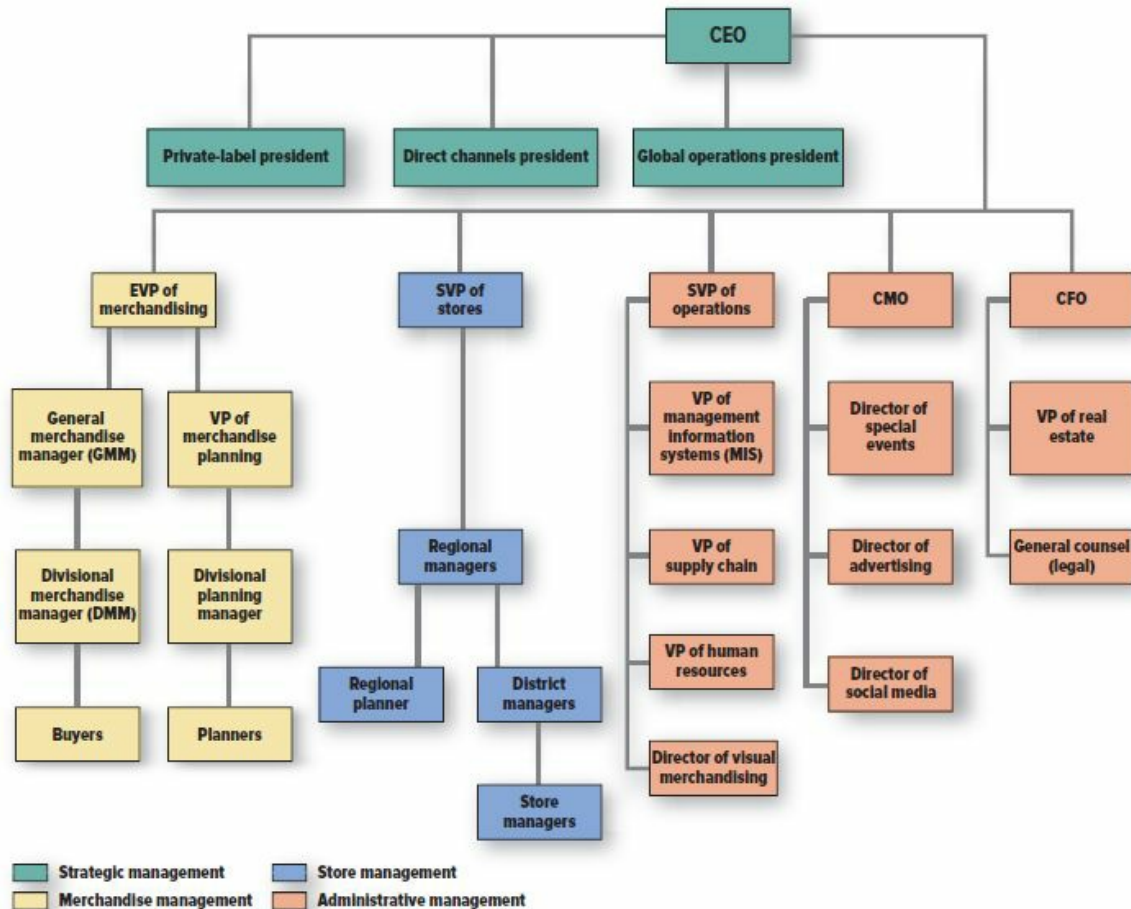 CEO
Private-label president
Direct channels president
Global operations president
EVP of
merchandising
SVP of
stores
SVP of
operations
CMO
CFO
General
merchandise
manager (GMM)
VP of
merchandise
planning
VP of
management
information
systems (MIS)
Director of
special
events
VP of real
estate
Divisional
merchandise
manager (DMM)
Divisional
planning
manager
Regional
managers
VP of
supply chain
Director of
advertising
General counsel
(legal)
Regional
planner
District
managers
VP of human
resources
Director of
social media
Buyers
Planners
Director of visual
merchandising
Store
managers
Strategic management
Store management
Merchandise management
Administrative management